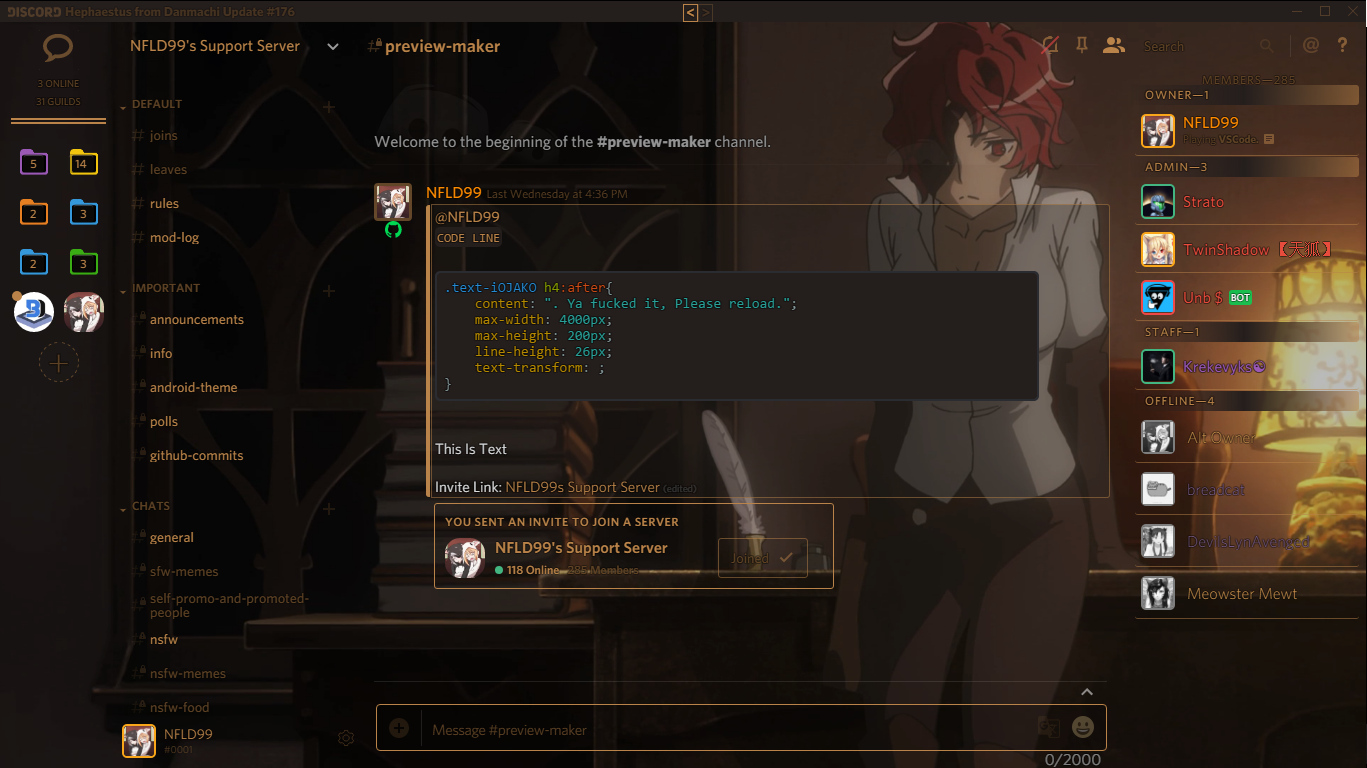 DISCORD Hephaestus from Danmachi Update #176
< >
3 ONLINE
31 GUILDS
5
14
2
3
2
3
NFLD99's Support Server
DEFAULT
# joins
# leaves
# rules
# mod-log
IMPORTANT
# announcements
# info
# android-theme
# polls
# github-commits
CHATS
# general
# sfw-memes
# self-promo-and-promoted-
people
# nsfw
# nsfw-memes
# nsfw-food
NFLD99
#0001
# preview-maker
Search
@ ?
Welcome to the beginning of the #preview-maker channel.
NFLD99 Last Wednesday at 4:36 PM
@NFLD99
CODE LINE
.text-iOJAKO h4:after{
content: ". Ya fucked it, Please reload.";
max-width: 4000px;
max-height: 200px;
line-height: 26px;
text-transform: ;
}
This Is Text
Invite Link: NFLD99s Support Server (edited)
YOU SENT AN INVITE TO JOIN A SERVER
NFLD99's Support Server
118 Online 285 Members
Joined
Message #preview-maker
0/2000
MEMBERS—285
OWNER—1
NFLD99
Playing VSCode.
ADMIN—3
Strato
TwinShadow 【天狐】
Unb $ BOT
STAFF—1
Krekevyks☯
OFFLINE—4
Alt Owner
breadcat
DevilsLynAvenged
Meowster Mewt